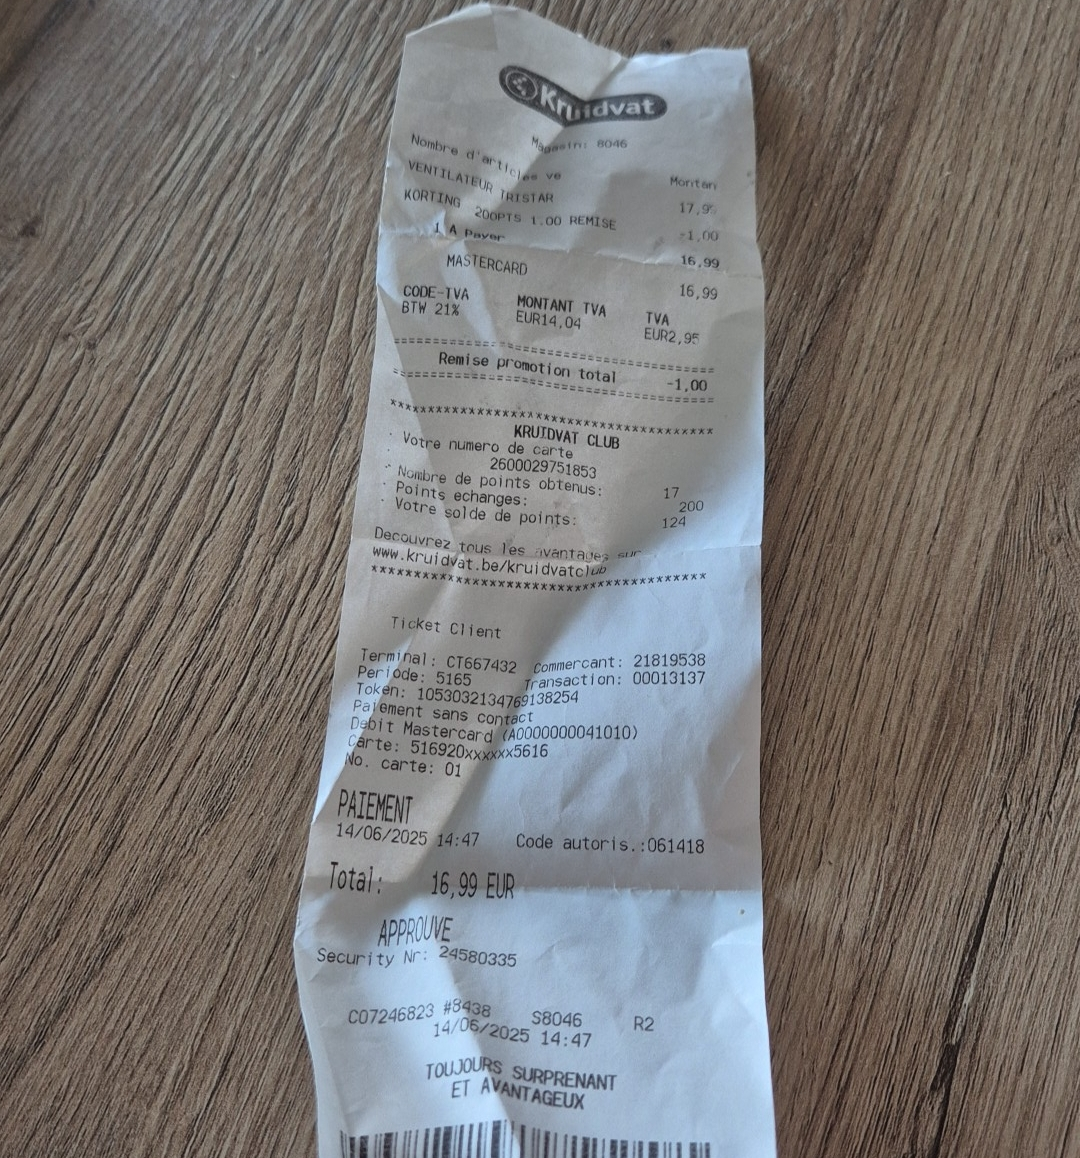 Kruidvat
Magasin: 8046
Nombre d'articles ve Montan
VENTILATEUR TRISTAR 17,9
KORTING 200PTS 1.00 REMISE -1,00
1 A Payer 16,99
MASTERCARD 16,99
CODE-TVA MONTANT TVA TVA
BTW 21% EUR14,04 EUR2,95
Remise promotion total -1,00
KRUIDVAT CLUB
Votre numero de carte
2600029751853
Nombre de points obtenus: 17
Points echanges: 200
Votre solde de points: 124
Decouvrez tous les avantages sur
www.kruidvat.be/kruidvatclub
Ticket Client
Terminal: CT667432 Commercant: 21819538
Periode: 5165 Transaction: 00013137
Token: 1053032134769138254
Paiement sans contact
Debit Mastercard (A0000000041010)
Carte: 516920xxxxxx5616
No. carte: 01
PAIEMENT
14/06/2025 14:47 Code autoris.:061418
Total: 16,99 EUR
APPROUVE
Security Nr: 24580335
C07246823 #8438 S8046 R2
14/06/2025 14:47
TOUJOURS SURPRENANT
ET AVANTAGEUX